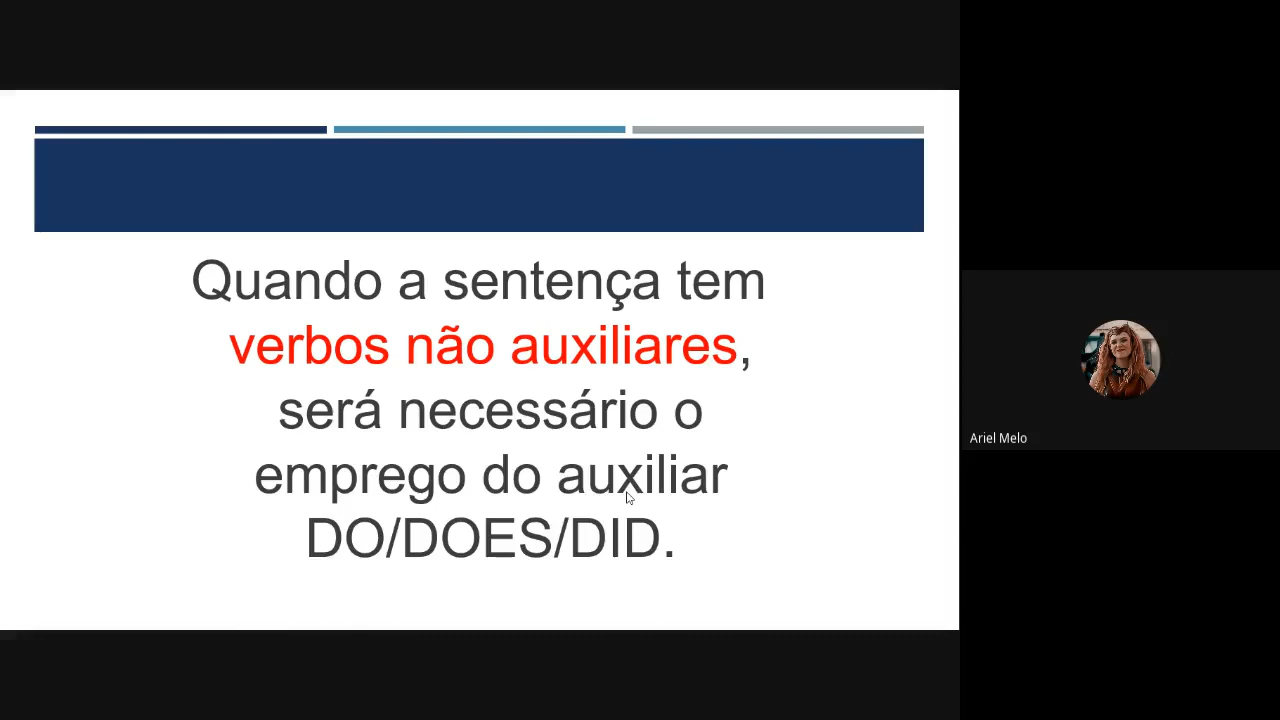 Quando a sentença tem
verbos não auxiliares,
será necessário o
emprego do auxiliar
DO/DOES/DID.
Ariel Melo